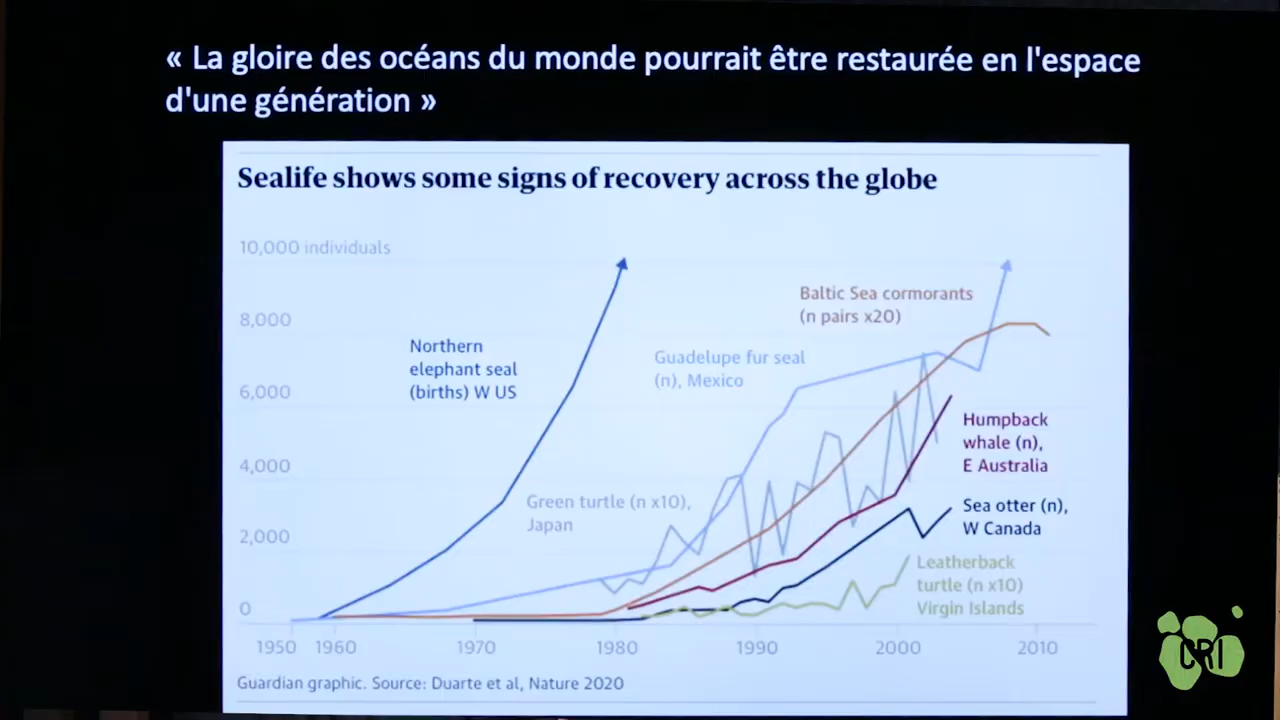 « La gloire des océans du monde pourrait être restaurée en l'espace
d'une génération »
Sealife shows some signs of recovery across the globe
10,000 individuals
8,000
6,000
4,000
2,000
0
Northern
elephant seal
(births) W US
Green turtle (n x10),
Japan
Guadelupe fur seal
(n), Mexico
Baltic Sea cormorants
(n pairs x20)
Humpback
whale (n),
E Australia
Sea otter (n),
W Canada
Leatherback
turtle (n x10)
Virgin Islands
1950 1960 1970 1980 1990 2000 2010
Guardian graphic. Source: Duarte et al, Nature 2020
CRI